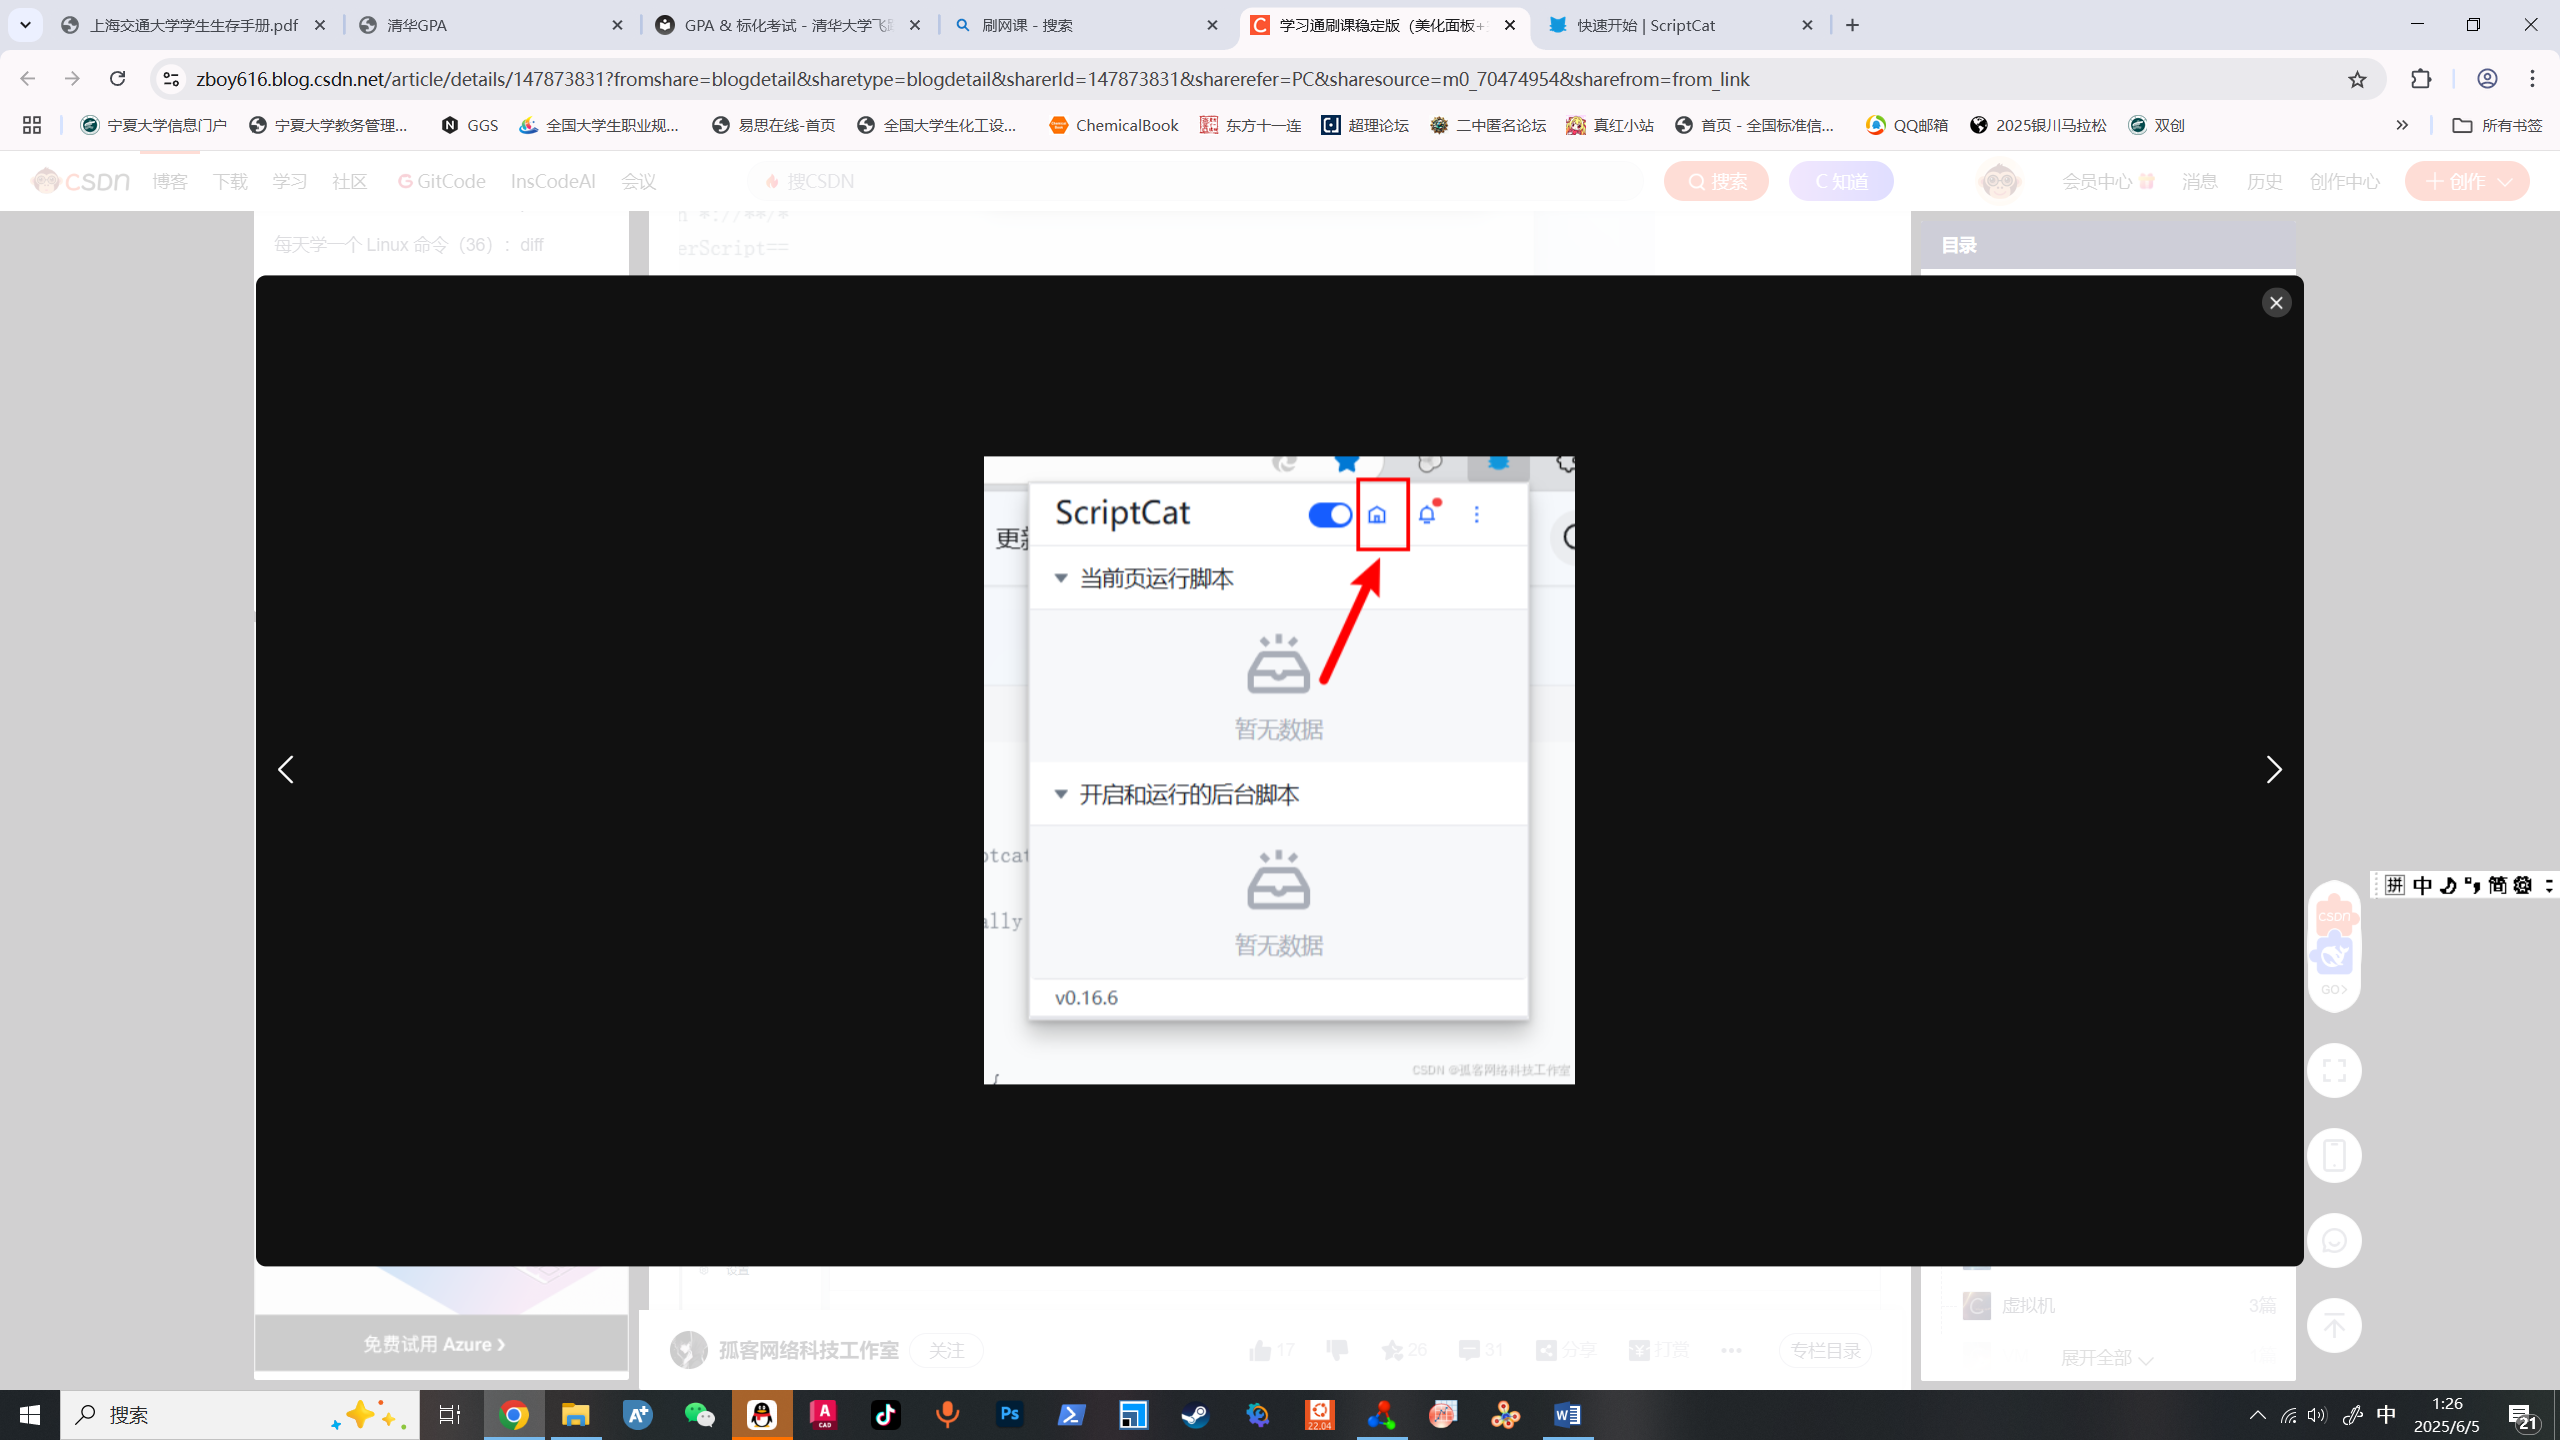 上海交通大学学生生存手册.pdf
清华GPA
GPA & 标化考试 - 清华大学飞
刷网课 - 搜索
学习通刷课稳定版（美化面板+
快速开始 | ScriptCat
zboy616.blog.csdn.net/article/details/147873831?fromshare=blogdetail&sharetype=blogdetail&sharerId=147873831&sharerefer=PC&sharesource=m0_70474954&sharefrom=from_link
宁夏大学信息门户
宁夏大学教务管理...
GGS
全国大学生职业规...
易思在线-首页
全国大学生化工设...
ChemicalBook
东方十一连
超理论坛
二中匿名论坛
真红小站
首页 - 全国标准信...
QQ邮箱
2025银川马拉松
双创
所有书签
CSDN
博客
下载
学习
社区
GitCode
InsCodeAI
会议
搜CSDN
搜索
C 知道
会员中心
消息
历史
创作中心
创作
每天学一个 Linux 命令（36）：diff
*://**/*
erScript==
目录
ScriptCat
更新
当前页运行脚本
暂无数据
开启和运行的后台脚本
ptcat
ally
暂无数据
v0.16.6
{
CSDN @孤客网络科技工作室
拼 中 简
CSDN
GO>
设置
免费试用 Azure ›
孤客网络科技工作室
关注
17
26
31
分享
打赏
专栏目录
虚拟机
3篇
展开全部
搜索
A CAD
Ps
22.04
中
1:26
2025/6/5
21